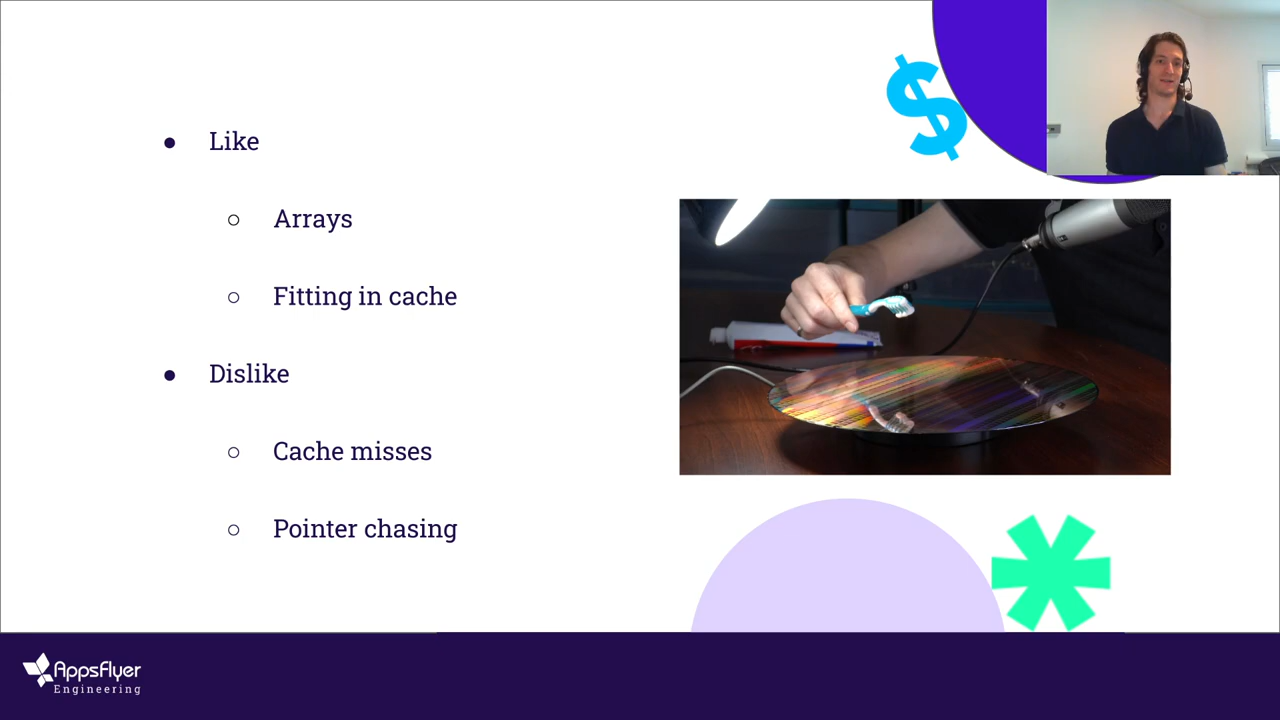 Like
Arrays
Fitting in cache
Dislike
Cache misses
Pointer chasing
$
AppsFlyer
Engineering